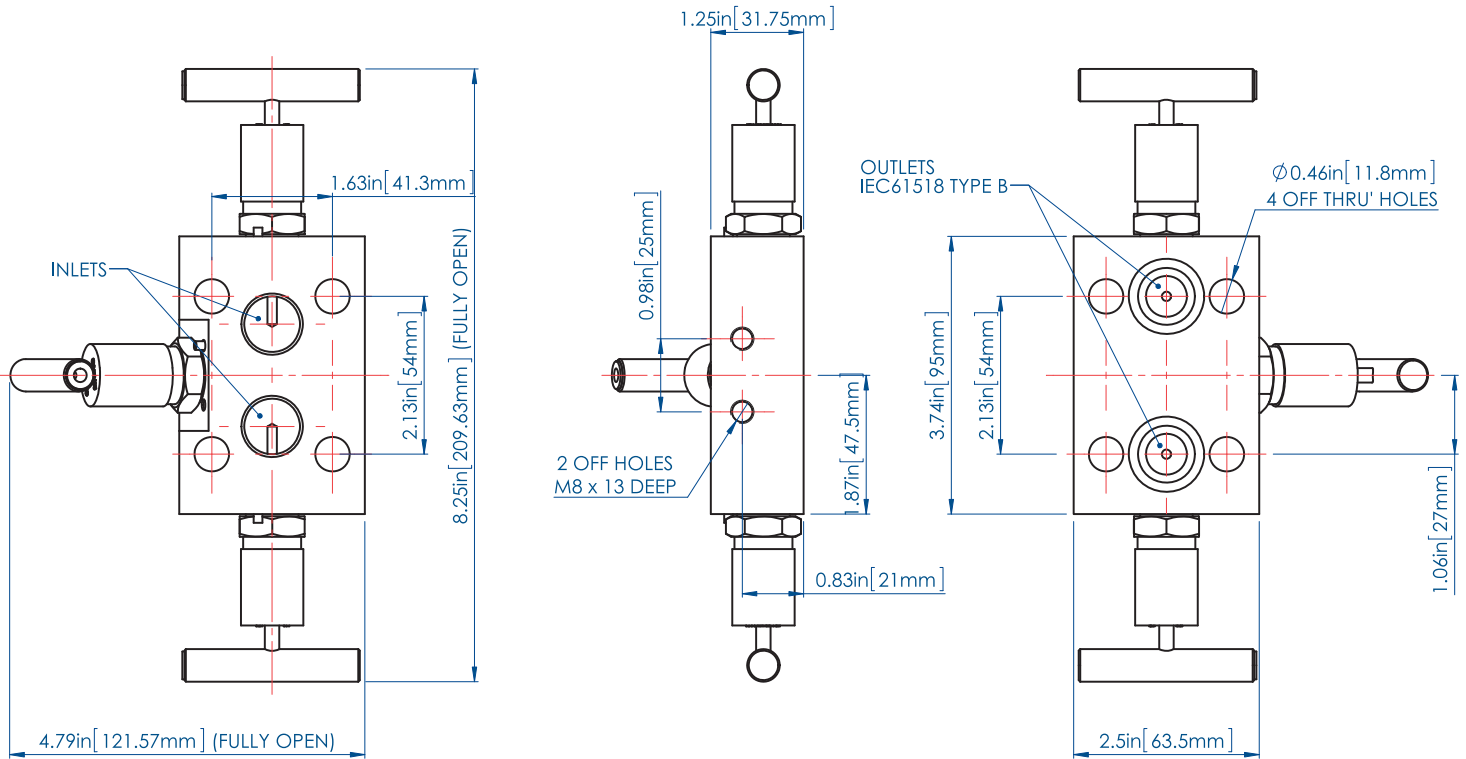 1.63in[41.3mm]
INLETS
2.13in[54mm]
8.25in[209.63mm] (FULLY OPEN)
4.79in[121.57mm] (FULLY OPEN)
1.25in[31.75mm]
0.98in[25mm]
2 OFF HOLES
M8 x 13 DEEP
1.87in[47.5mm]
0.83in[21mm]
OUTLETS
IEC61518 TYPE B
Ø0.46in[11.8mm]
4 OFF THRU' HOLES
3.74in[95mm]
2.13in[54mm]
1.06in[27mm]
2.5in[63.5mm]